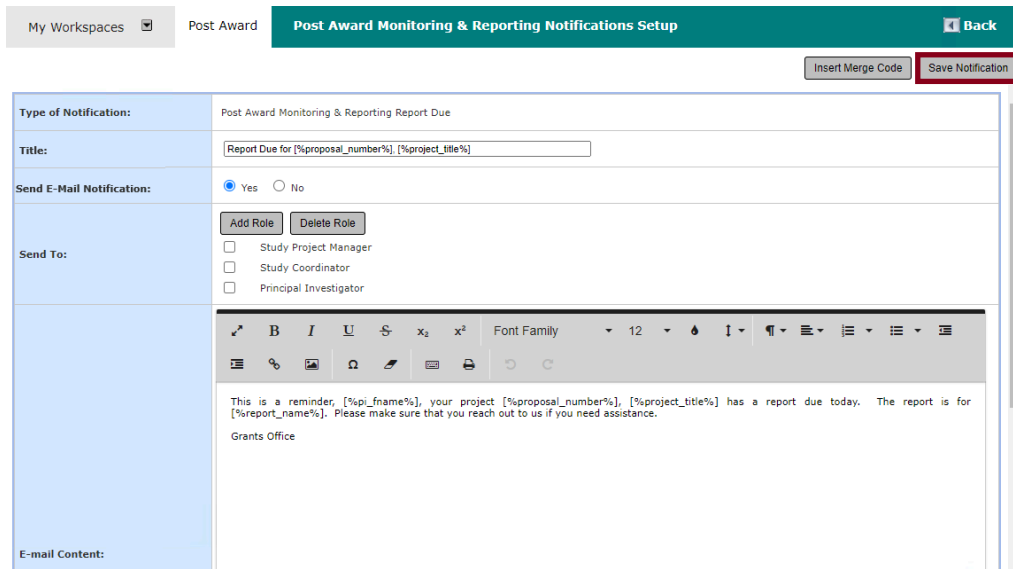 My Workspaces Post Award Post Award Monitoring & Reporting Notifications Setup Back
Insert Merge Code Save Notification
Type of Notification: Post Award Monitoring & Reporting Report Due
Title: Report Due for [%proposal_number%], [%project_title%]
Send E-Mail Notification: Yes No
Add Role Delete Role
Study Project Manager
Send To: Study Coordinator
Principal Investigator
B I U S x₂ x² Font Family 12 ¶
Ω
This is a reminder, [%pi_fname%], your project [%proposal_number%], [%project_title%] has a report due today. The report is for
[%report_name%]. Please make sure that you reach out to us if you need assistance.
Grants Office
E-mail Content: